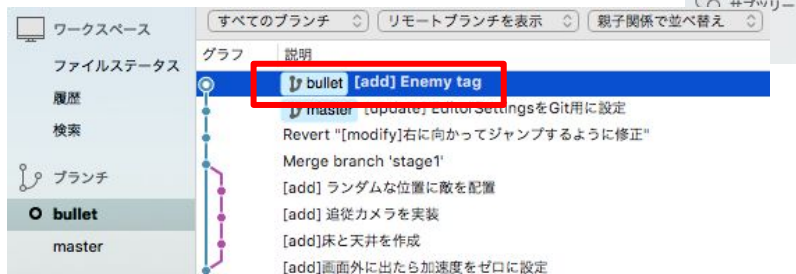 すべてのブランチ リモートブランチを表示 親子関係で並べ替え
ワークスペース
ファイルステータス
履歴
検索
ブランチ
bullet
master
グラフ 説明
bullet [add] Enemy tag
master [update] EditorSettingsをGit用に設定
Revert "[modify]右に向かってジャンプするように修正"
Merge branch 'stage1'
[add] ランダムな位置に敵を配置
[add] 追従カメラを実装
[add]床と天井を作成
[add]画面外に出たら加速度をゼロに設定